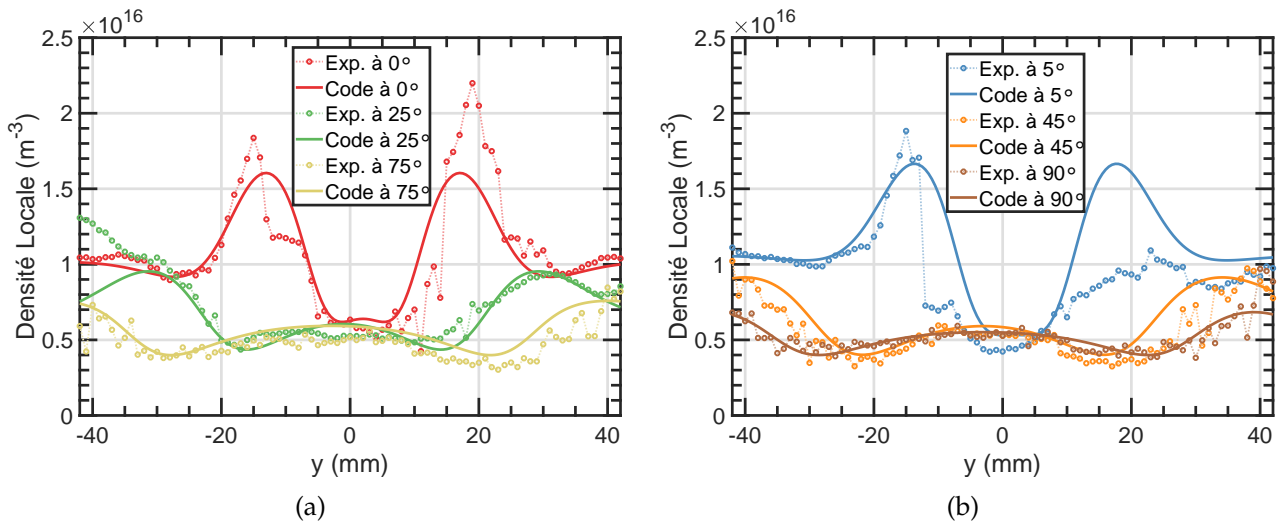 ×10^16
2.5
2
1.5
1
0.5
0
Densité Locale (m^-3)
Exp. à 0°
Code à 0°
Exp. à 25°
Code à 25°
Exp. à 75°
Code à 75°
-40 -20 0 20 40
y (mm)
(a)
×10^16
2.5
2
1.5
1
0.5
0
Densité Locale (m^-3)
Exp. à 5°
Code à 5°
Exp. à 45°
Code à 45°
Exp. à 90°
Code à 90°
-40 -20 0 20 40
y (mm)
(b)